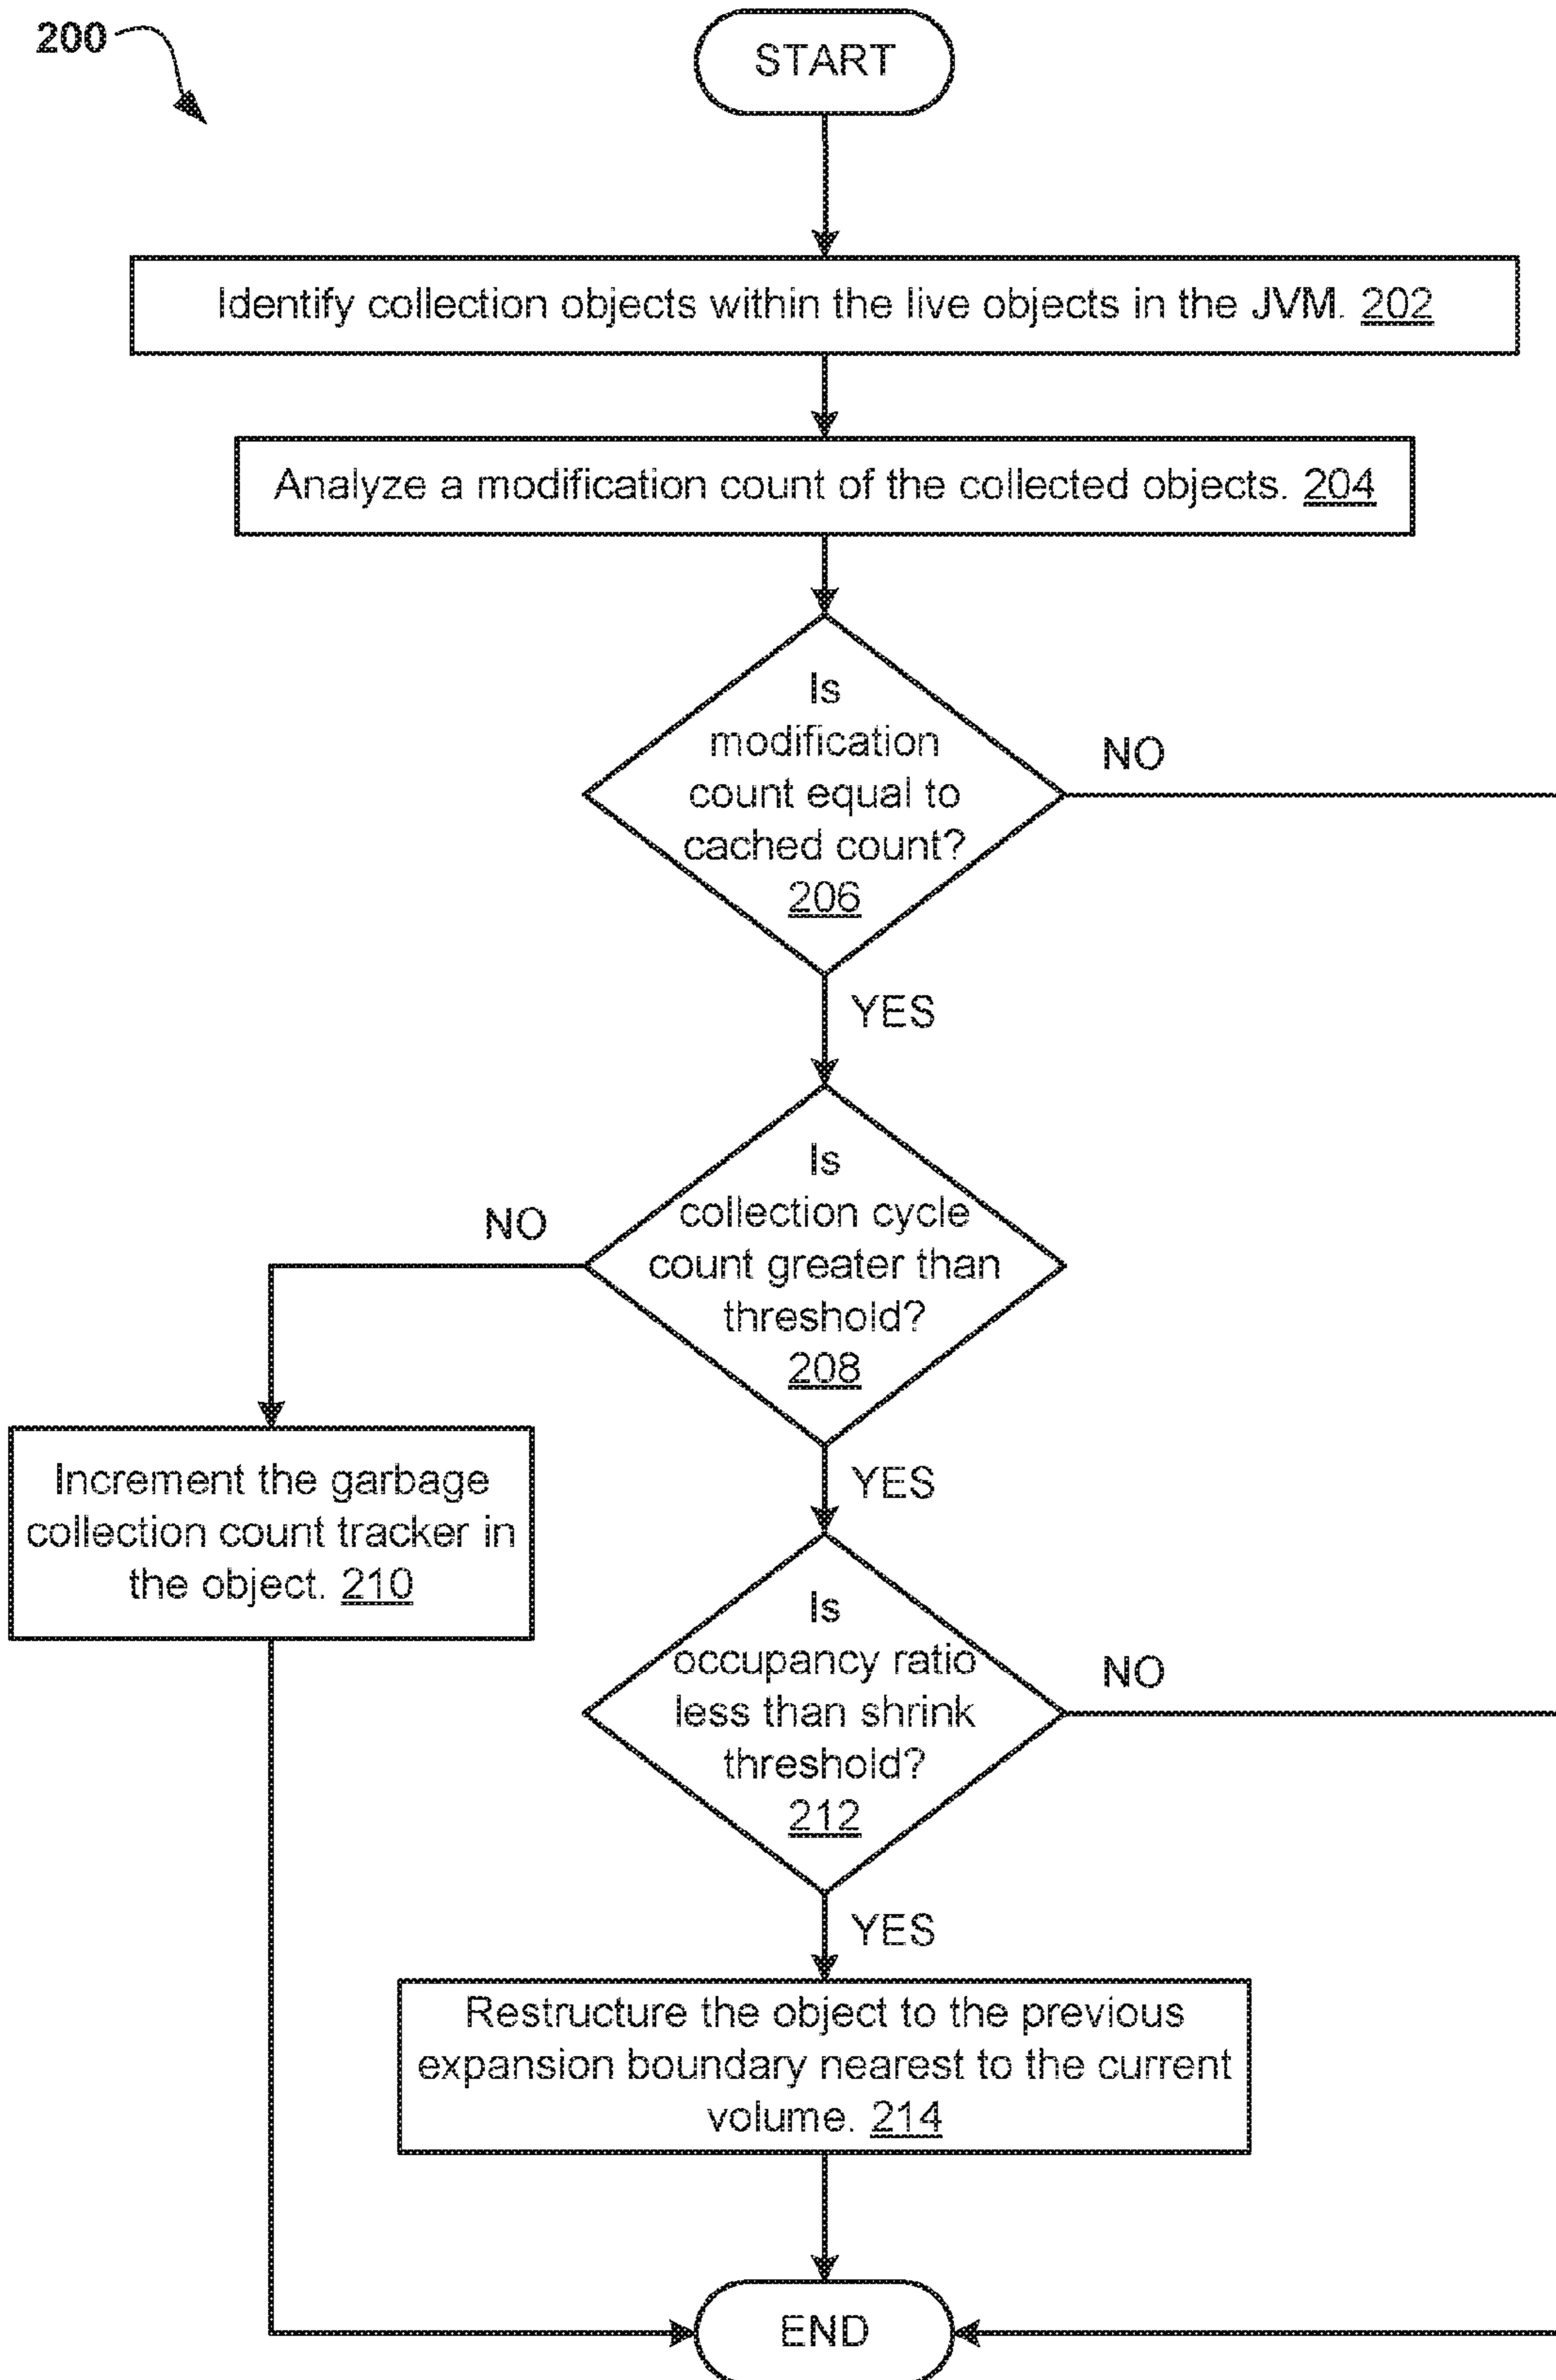 200
START
Identify collection objects within the live objects in the JVM. 202
Analyze a modification count of the collected objects. 204
Is
modification
count equal to
cached count?
206
NO
YES
Is
collection cycle
count greater than
threshold?
208
NO
YES
Increment the garbage
collection count tracker in
the object. 210
Is
occupancy ratio
less than shrink
threshold?
212
NO
YES
Restructure the object to the previous
expansion boundary nearest to the current
volume. 214
END